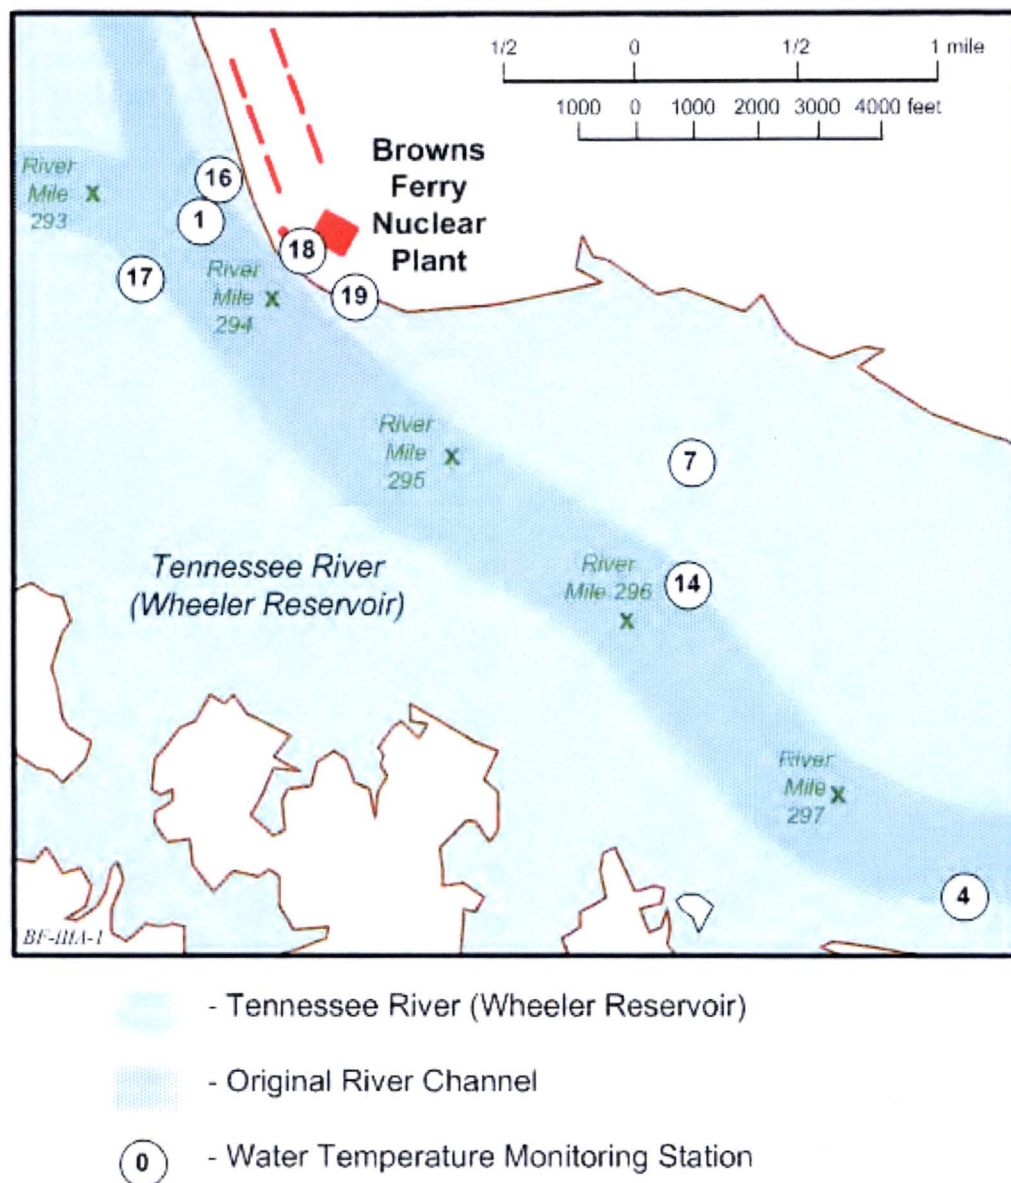 1/2 0 1/2 1 mile
1000 0 1000 2000 3000 4000 feet
Browns
Ferry
Nuclear
Plant
River
Mile
293
X
16
1
17
18
19
River
Mile
294
X
River
Mile
295
X
7
Tennessee River
(Wheeler Reservoir)
River
Mile 296
X
14
River
Mile
297
X
4
BF-IIIA-1
- Tennessee River (Wheeler Reservoir)
- Original River Channel
0 - Water Temperature Monitoring Station